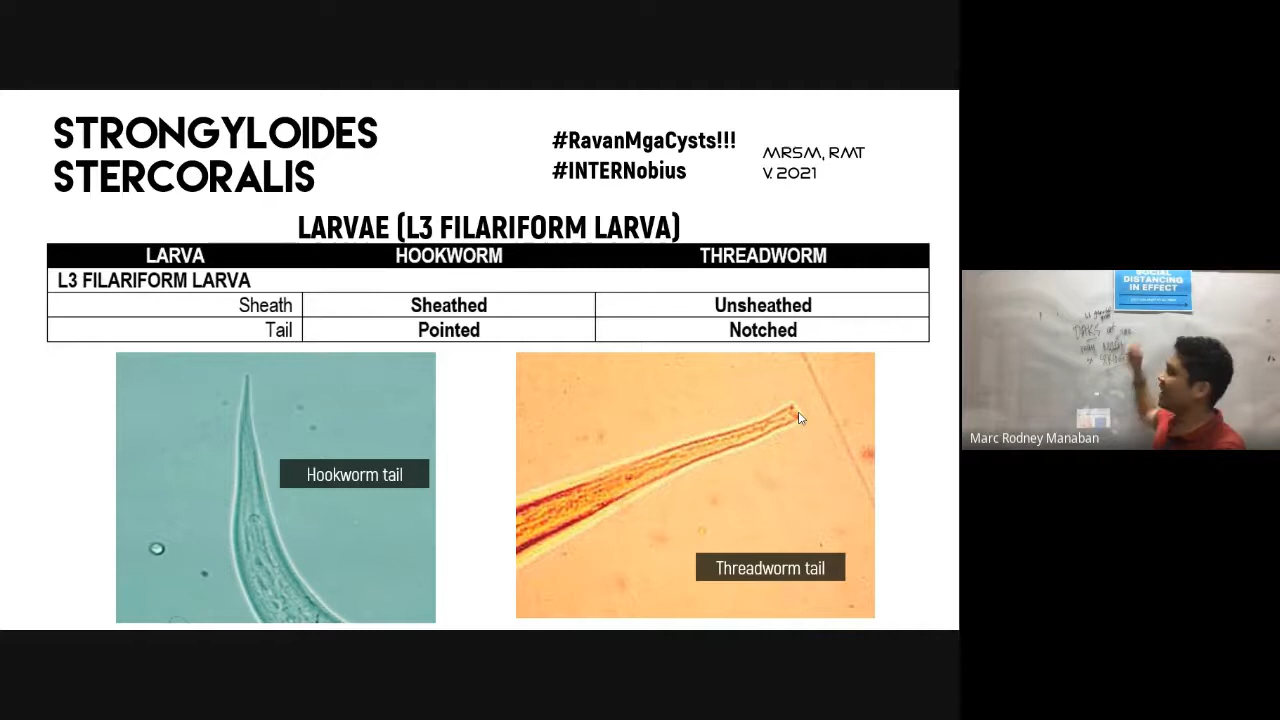 STRONGYLOIDES
STERCORALIS
#RavanMgaCysts!!!
#INTERNobius
MRSM, RMT
V. 2021
LARVAE (L3 FILARIFORM LARVA)
LARVA HOOKWORM THREADWORM
L3 FILARIFORM LARVA
Sheath Sheathed Unsheathed
Tail Pointed Notched
Hookworm tail
Threadworm tail
SOCIAL
DISTANCING
IN EFFECT
Marc Rodney Manaban